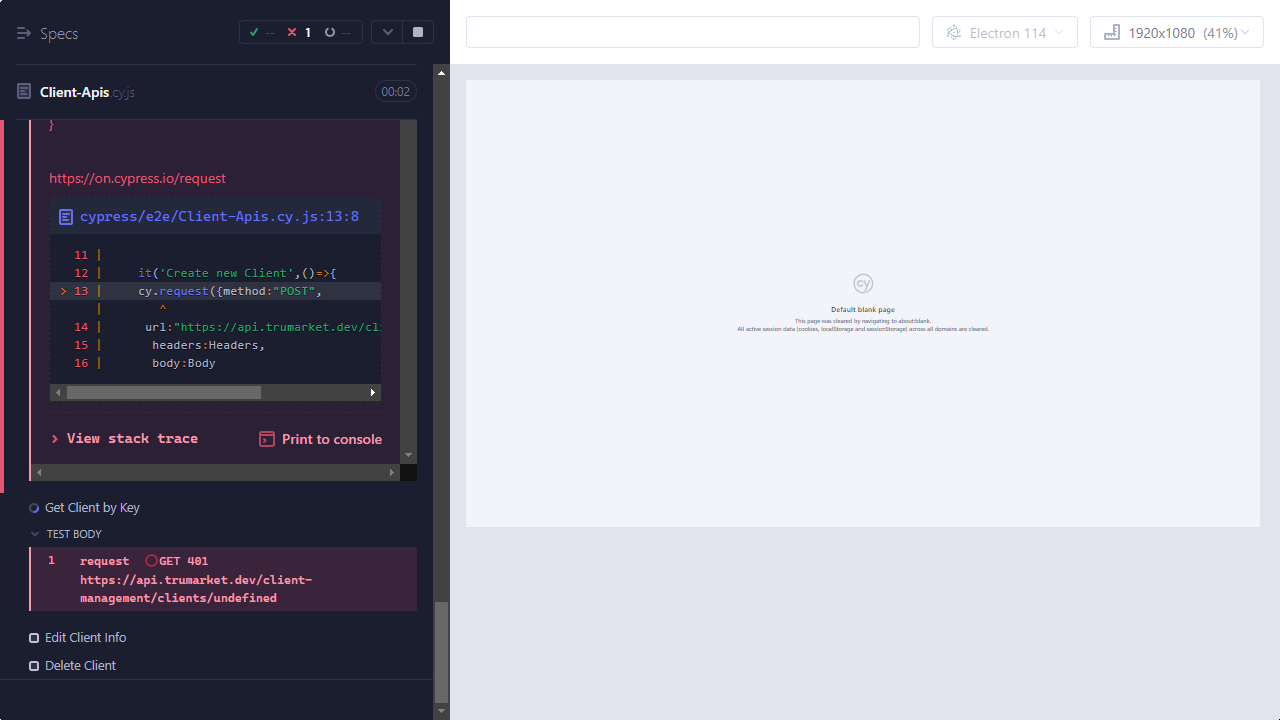 Specs
--
1
--
Electron 114
1920x1080 (41%)
Client-Apis cy.js
00:02
}
https://on.cypress.io/request
cypress/e2e/Client-Apis.cy.js:13:8
11 |
12 | it('Create new Client',()=>{
> 13 | cy.request({method:"POST",
| ^
14 | url:"https://api.trumarket.dev/cli
15 | headers:Headers,
16 | body:Body
View stack trace
Print to console
Get Client by Key
TEST BODY
1 request GET 401
https://api.trumarket.dev/client-
management/clients/undefined
Edit Client Info
Delete Client
cy
Default blank page
This page was cleared by navigating to about:blank.
All active session data (cookies, localStorage and sessionStorage) across all domains are cleared.